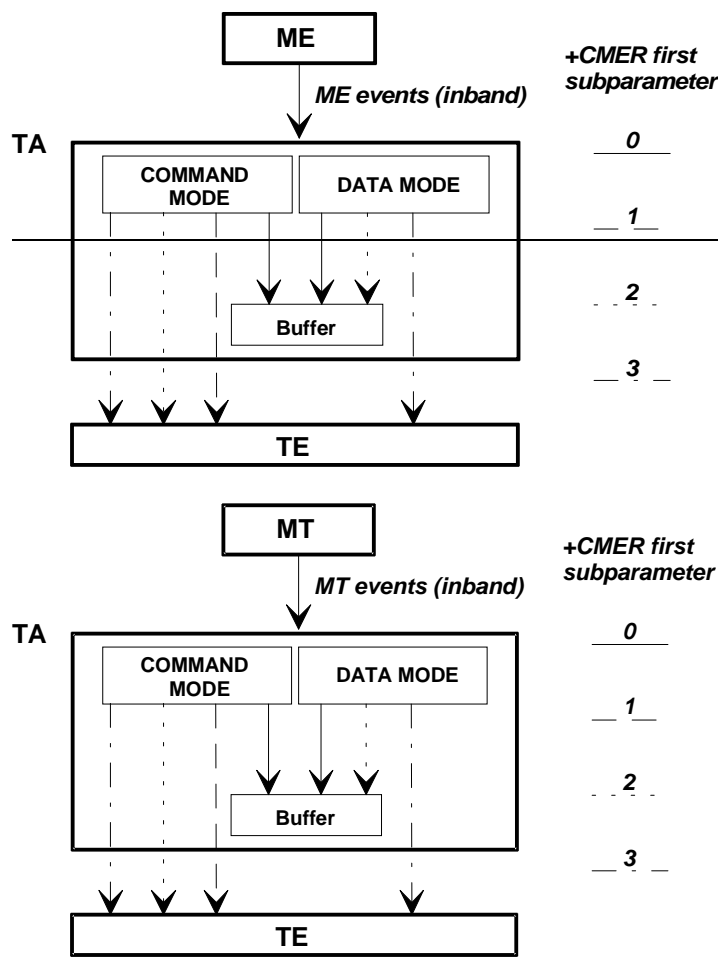 ME
+CMER first
subparameter
ME events (inband)
TA
0
COMMAND
MODE
DATA MODE
1
2
Buffer
3
TE
MT
+CMER first
subparameter
MT events (inband)
TA
0
COMMAND
MODE
DATA MODE
1
2
Buffer
3
TE